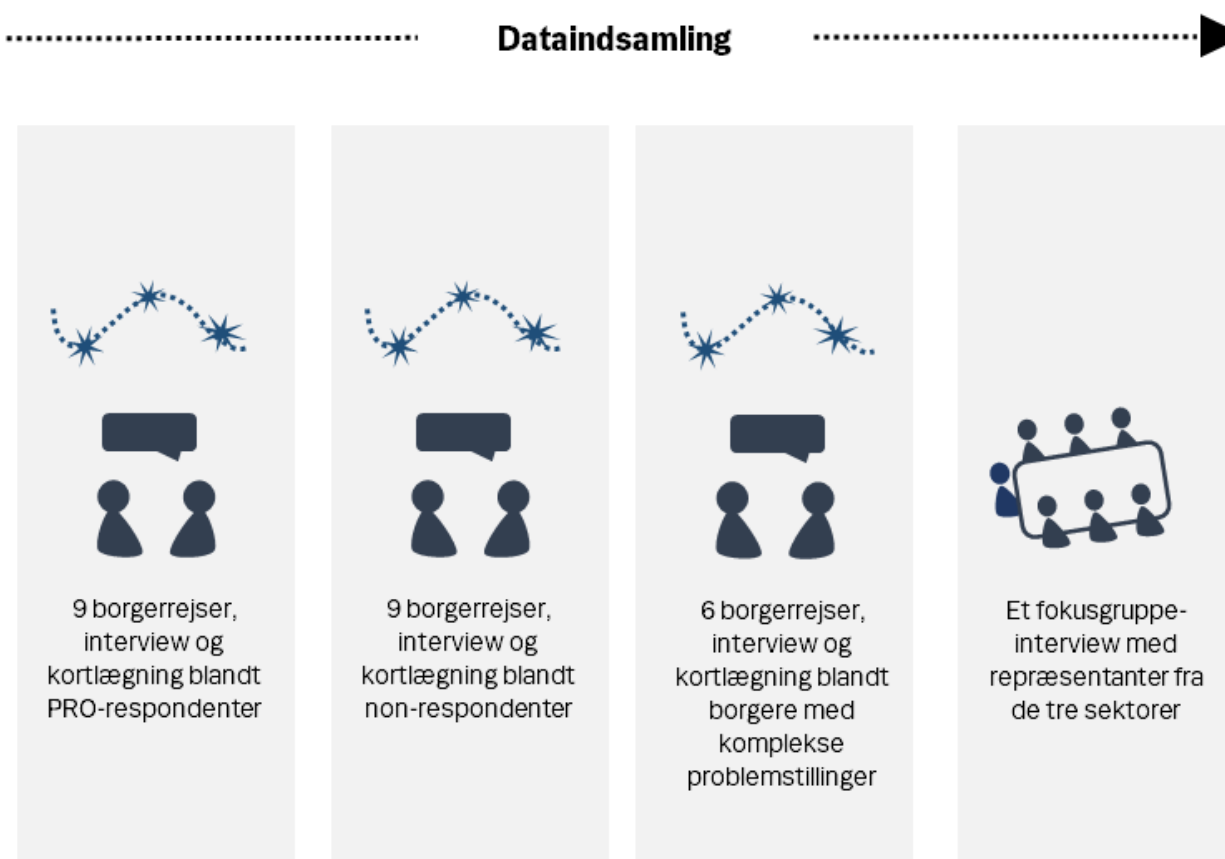 Dataindsamling
9 borgerrejser,
interview og
kortlægning blandt
PRO-respondenter
9 borgerrejser,
interview og
kortlægning blandt
non-respondenter
6 borgerrejser,
interview og
kortlægning blandt
borgere med
komplekse
problemstillinger
Et fokusgruppe-
interview med
repræsentanter fra
de tre sektorer